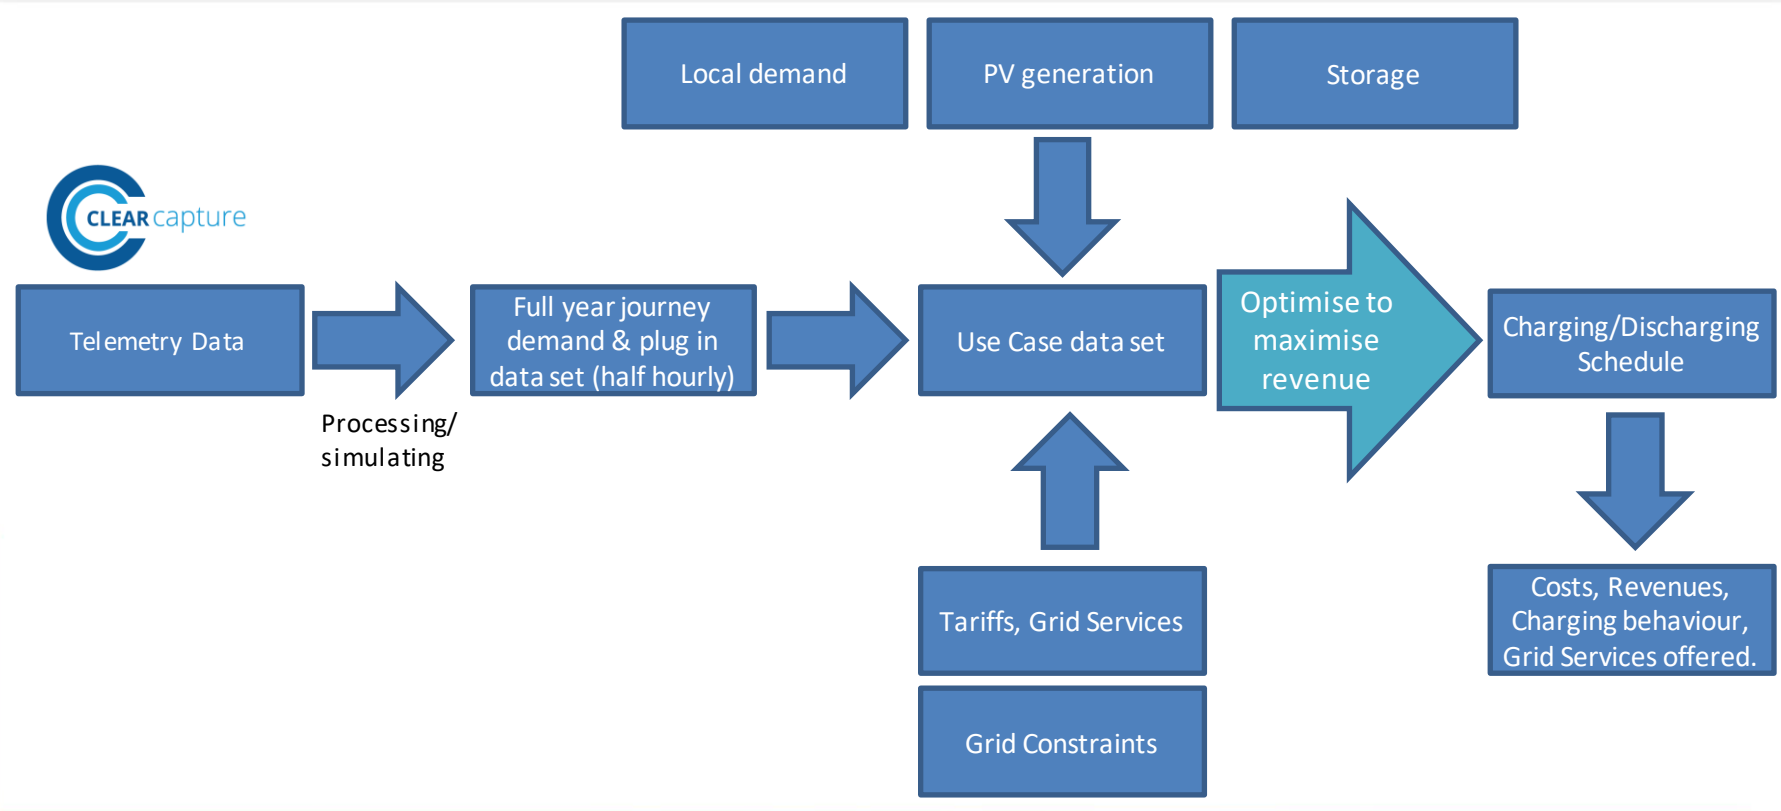 Local demand
PV generation
Storage
CLEARcapture
Telemetry Data
Processing/
simulating
Full year journey
demand & plug in
data set (half hourly)
Use Case data set
Optimise to
maximise
revenue
Charging/Discharging
Schedule
Tariffs, Grid Services
Grid Constraints
Costs, Revenues,
Charging behaviour,
Grid Services offered.